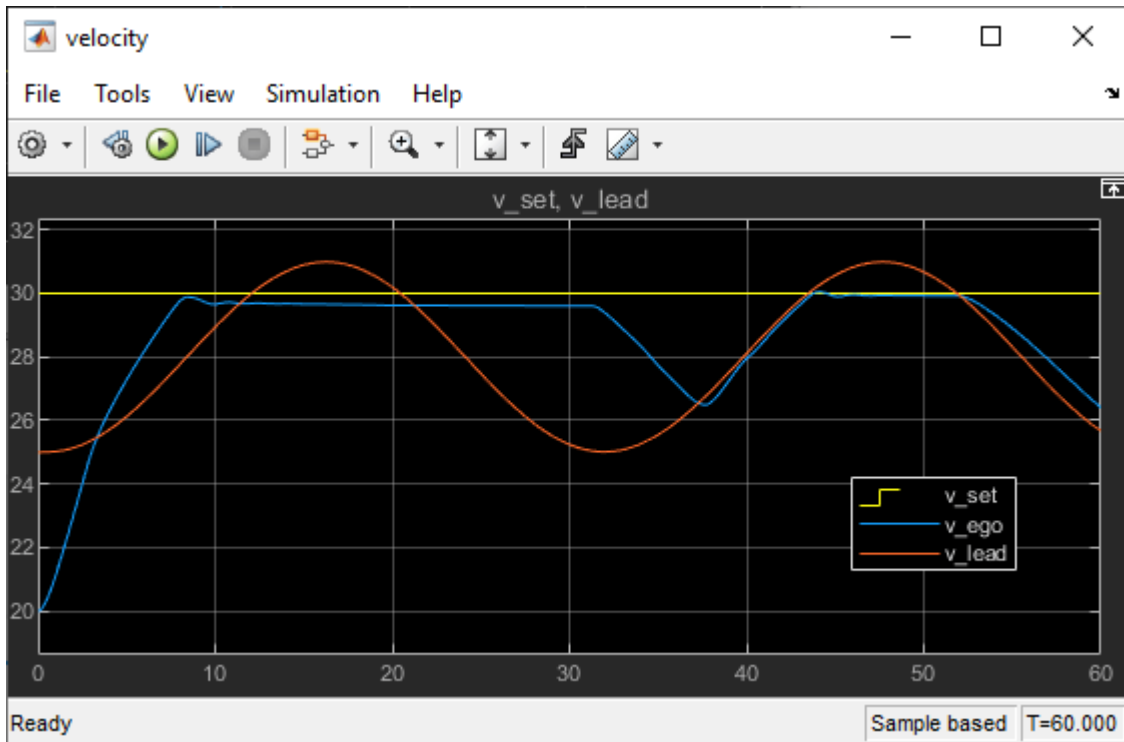 velocity
File Tools View Simulation Help
v_set, v_lead
32
30
28
26
24
22
20
v_set
v_ego
v_lead
0 10 20 30 40 50 60
Ready Sample based T=60.000